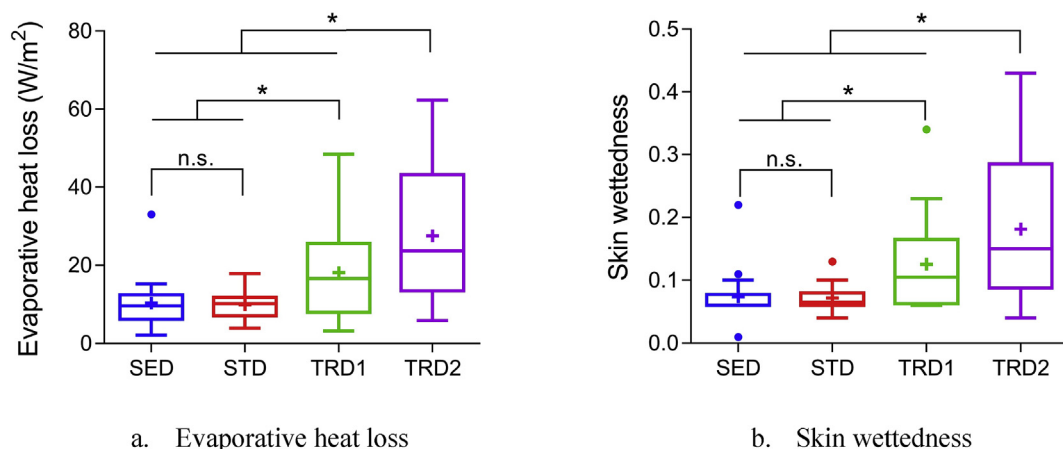 Evaporative heat loss (W/m²)
80
60
40
20
0
*
*
n.s.
SED STD TRD1 TRD2
a. Evaporative heat loss
Skin wettedness
0.5
0.4
0.3
0.2
0.1
0.0
*
*
n.s.
SED STD TRD1 TRD2
b. Skin wettedness